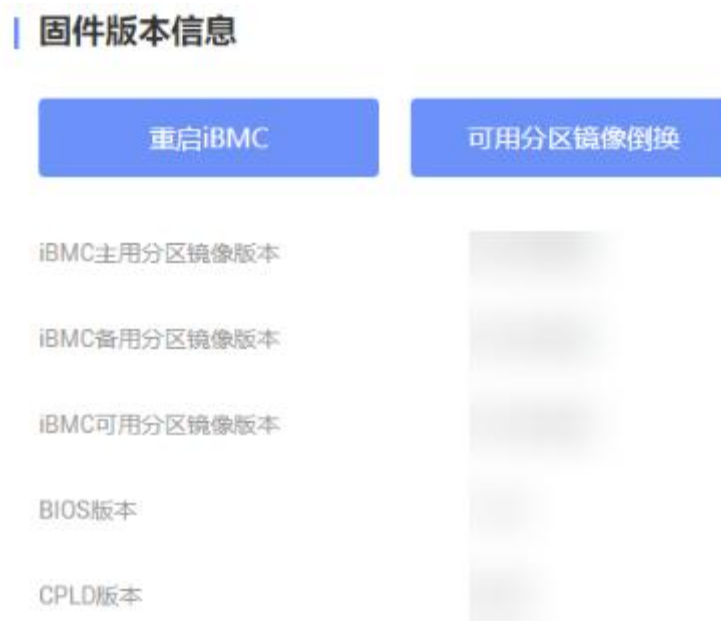 固件版本信息
重启iBMC 可用分区镜像倒换
iBMC主用分区镜像版本
iBMC备用分区镜像版本
iBMC可用分区镜像版本
BIOS版本
CPLD版本